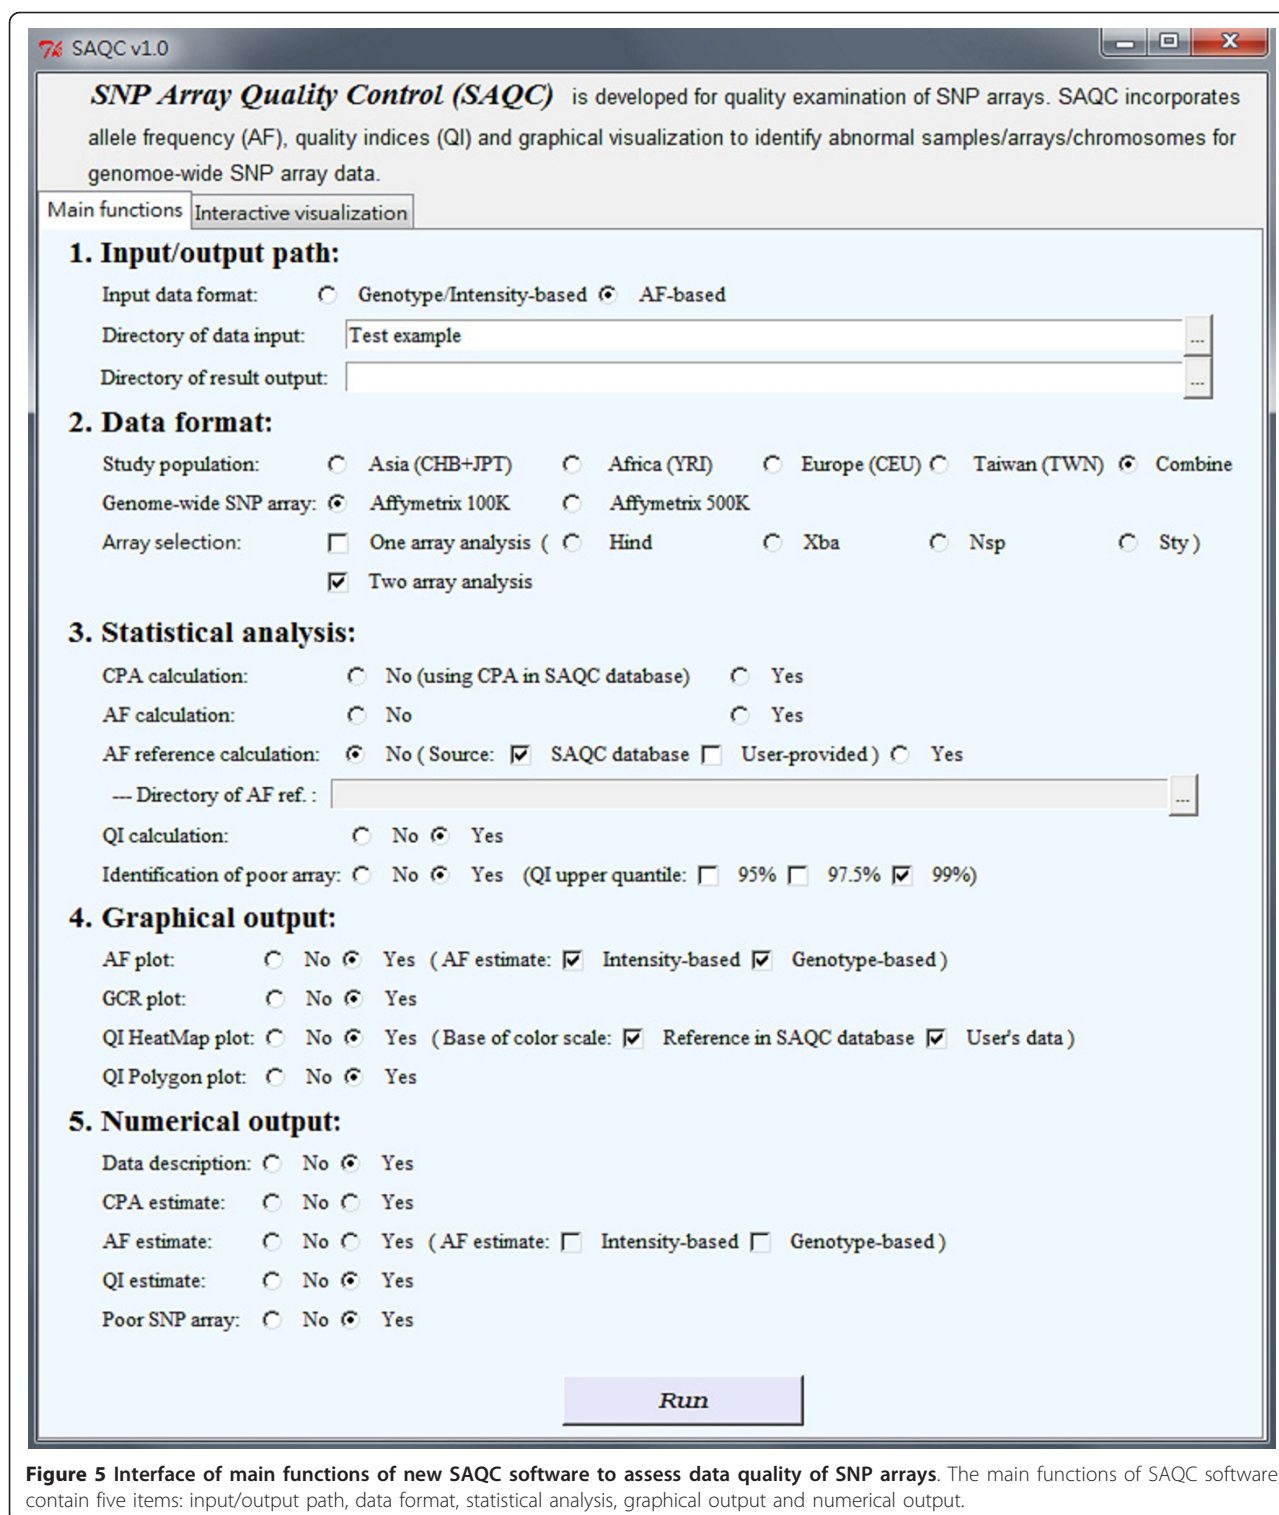 SAQC v1.0
SNP Array Quality Control (SAQC) is developed for quality examination of SNP arrays. SAQC incorporates
allele frequency (AF), quality indices (QI) and graphical visualization to identify abnormal samples/arrays/chromosomes for
genomoe-wide SNP array data.
Main functions Interactive visualization
1. Input/output path:
Input data format: Genotype/Intensity-based AF-based
Directory of data input: Test example ...
Directory of result output: ...
2. Data format:
Study population: Asia (CHB+JPT) Africa (YRI) Europe (CEU) Taiwan (TWN) Combine
Genome-wide SNP array: Affymetrix 100K Affymetrix 500K
Array selection: One array analysis ( Hind Xba Nsp Sty )
Two array analysis
3. Statistical analysis:
CPA calculation: No (using CPA in SAQC database) Yes
AF calculation: No Yes
AF reference calculation: No ( Source: SAQC database User-provided ) Yes
--- Directory of AF ref. : ...
QI calculation: No Yes
Identification of poor array: No Yes (QI upper quantile: 95% 97.5% 99%)
4. Graphical output:
AF plot: No Yes ( AF estimate: Intensity-based Genotype-based )
GCR plot: No Yes
QI HeatMap plot: No Yes ( Base of color scale: Reference in SAQC database User's data )
QI Polygon plot: No Yes
5. Numerical output:
Data description: No Yes
CPA estimate: No Yes
AF estimate: No Yes ( AF estimate: Intensity-based Genotype-based )
QI estimate: No Yes
Poor SNP array: No Yes
Run
Figure 5 Interface of main functions of new SAQC software to assess data quality of SNP arrays. The main functions of SAQC software
contain five items: input/output path, data format, statistical analysis, graphical output and numerical output.